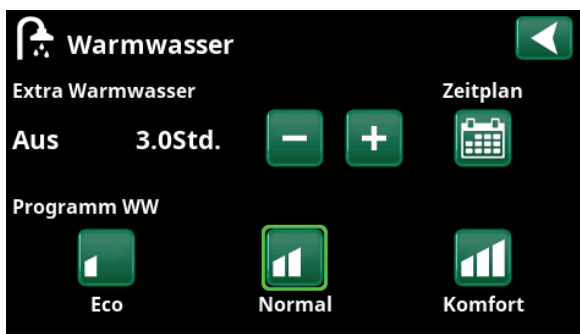 Warmwasser
Extra Warmwasser Zeitplan
Aus 3.0Std. − +
Programm WW
Eco Normal Komfort